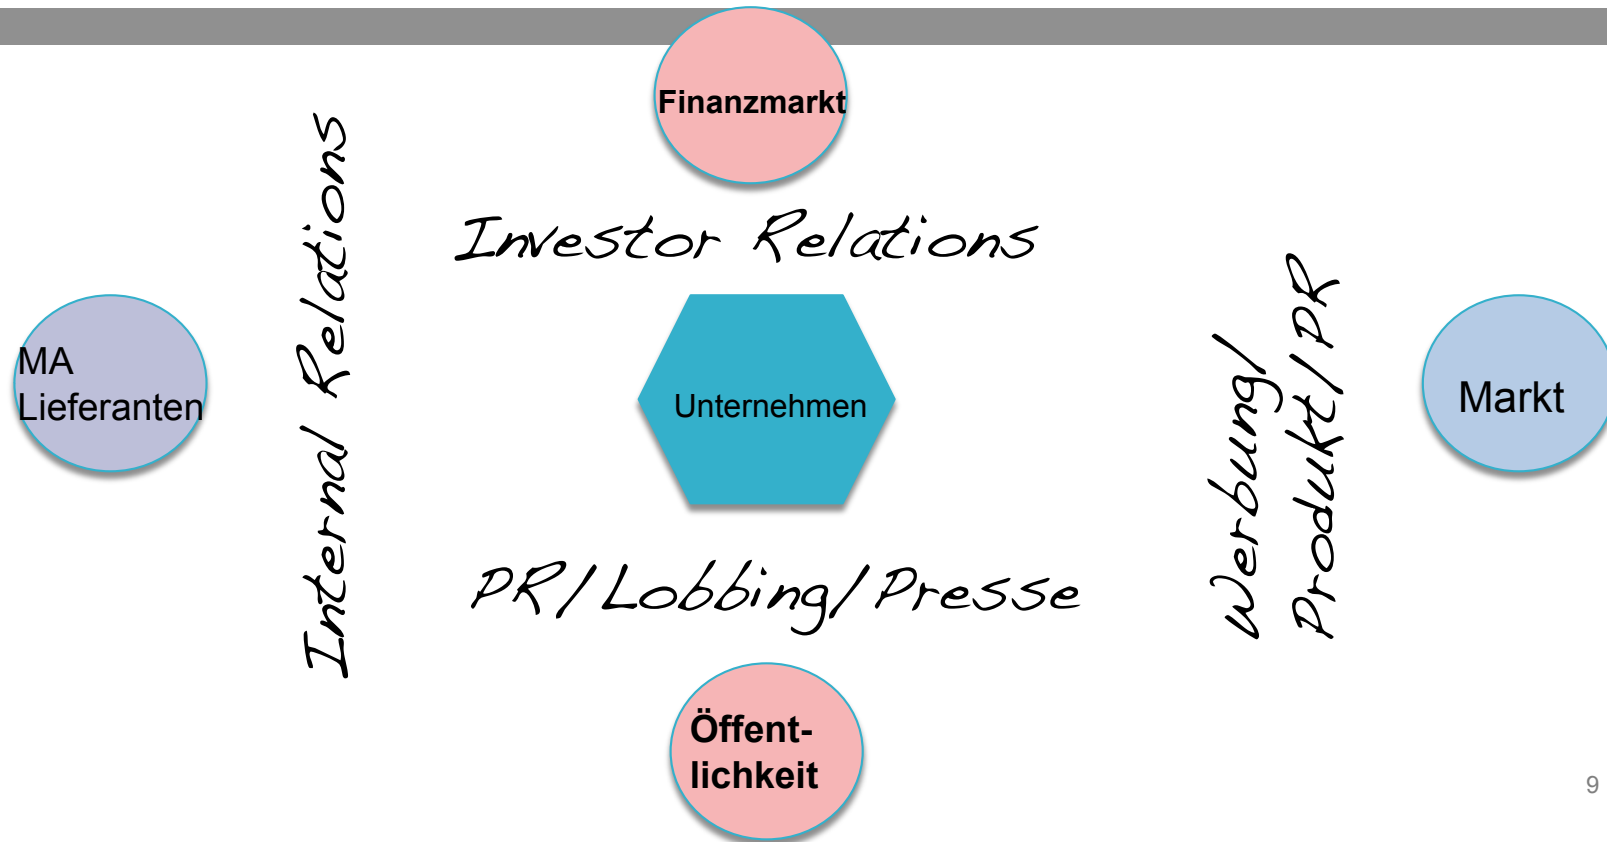 Finanzmarkt
Investor Relations
Internal Relations
MA
Lieferanten
Unternehmen
Werbung/
Produkt/PR
Markt
PR/Lobbing/Presse
Öffent-
lichkeit
9